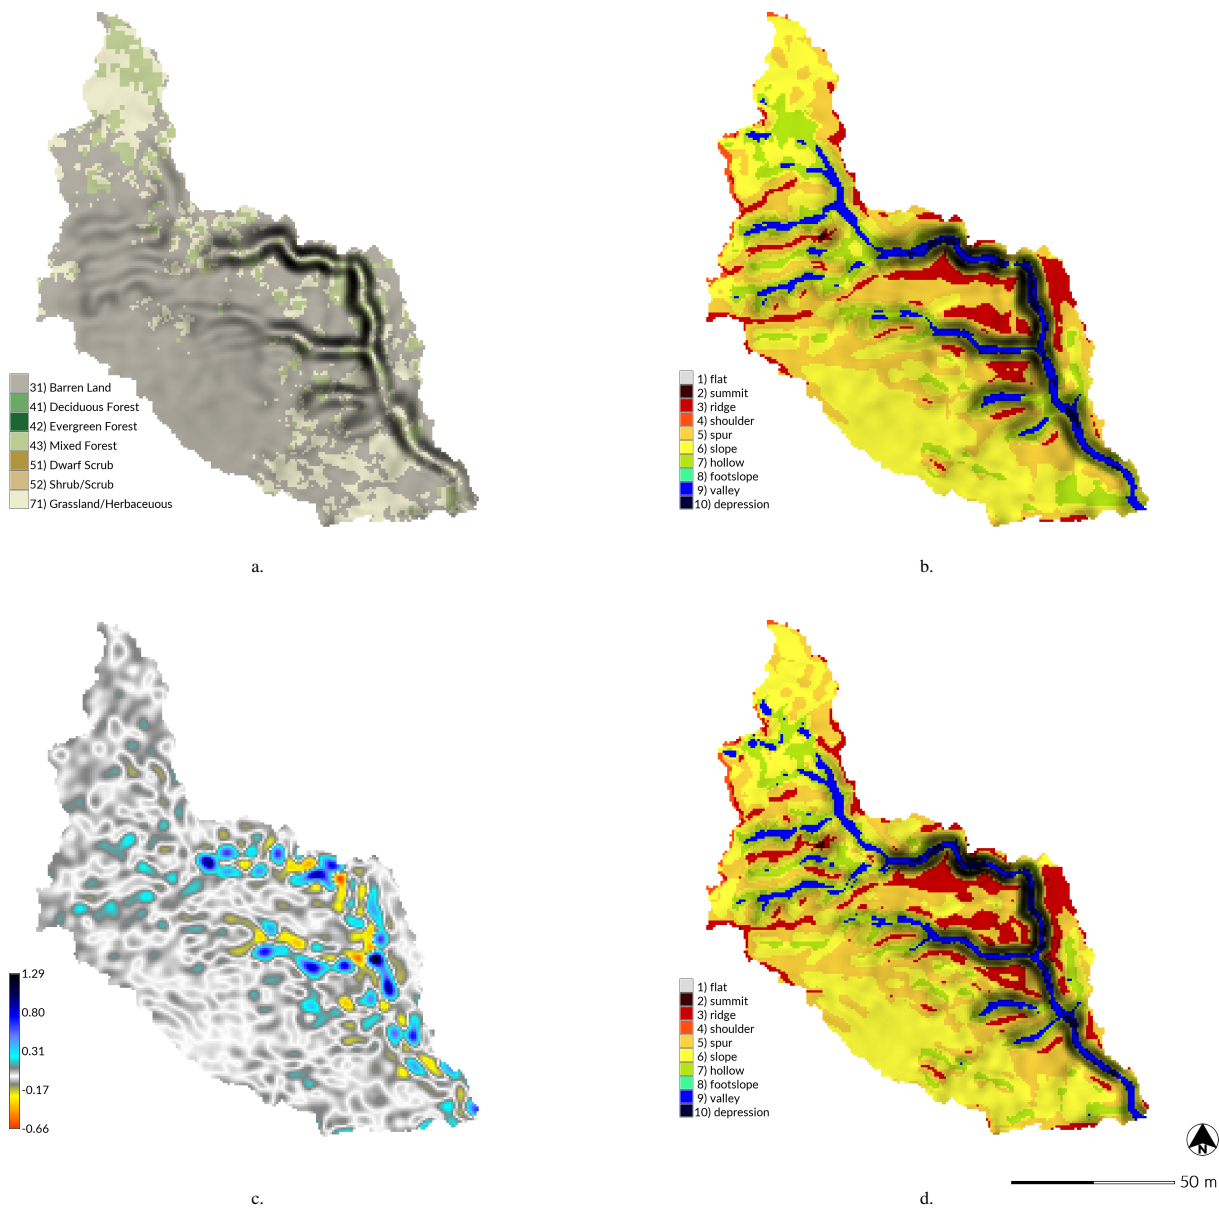 31) Barren Land
41) Deciduous Forest
42) Evergreen Forest
43) Mixed Forest
51) Dwarf Scrub
52) Shrub/Scrub
71) Grassland/Herbaceuous
a.
1) flat
2) summit
3) ridge
4) shoulder
5) spur
6) slope
7) hollow
8) footslope
9) valley
10) depression
b.
1.29
0.80
0.31
-0.17
-0.66
c.
1) flat
2) summit
3) ridge
4) shoulder
5) spur
6) slope
7) hollow
8) footslope
9) valley
10) depression
d.
N
50 m